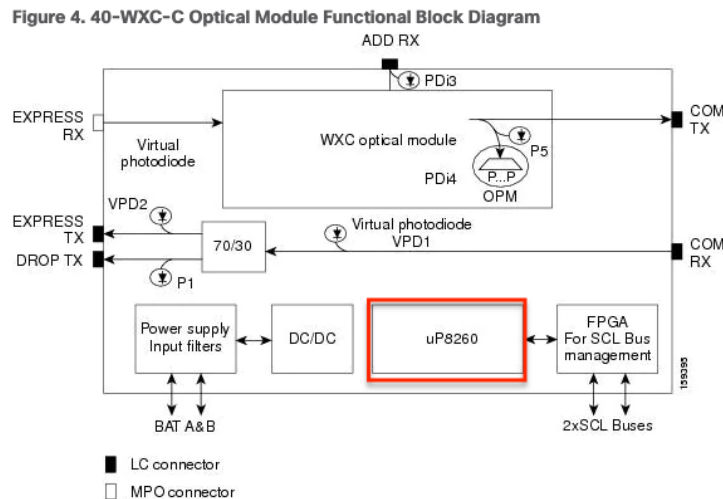 Figure 4. 40-WXC-C Optical Module Functional Block Diagram
ADD RX
PDi3
EXPRESS
RX
COM
TX
Virtual
photodiode
WXC optical module
P5
PDi4
P...P
OPM
VPD2
Virtual photodiode
VPD1
EXPRESS
TX
70/30
DROP TX
COM
RX
P1
Power supply
Input filters
DC/DC
uP8260
FPGA
For SCL Bus
management
159395
BAT A&B
2xSCL Buses
LC connector
MPO connector